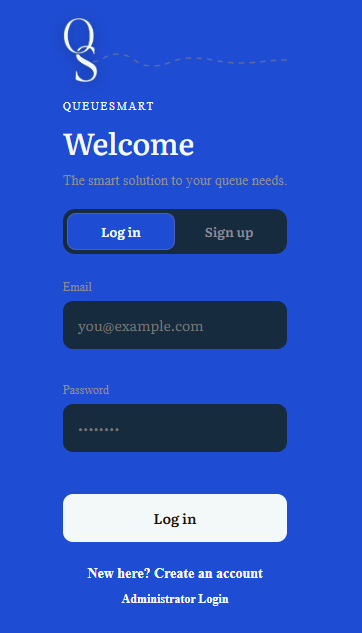 QS
QUEUESMART
Welcome
The smart solution to your queue needs.
Log in Sign up
Email
you@example.com
Password
••••••••
Log in
New here? Create an account
Administrator Login